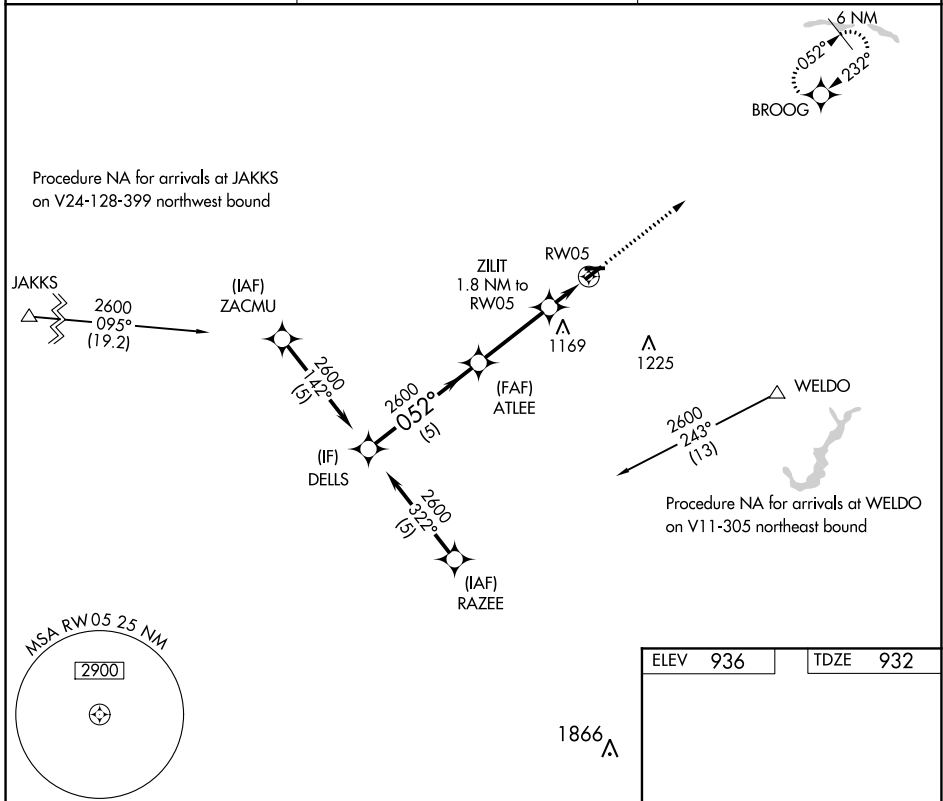 6 NM
052°
232°
BROOG
Procedure NA for arrivals at JAKKS
on V24-128-399 northwest bound
JAKKS
2600
095°
(19.2)
(IAF)
ZACMU
2600
142°
(5)
ZILIT
1.8 NM to
RW05
RW05
1169
1225
(FAF)
ATLEE
2600
052°
(5)
(IF)
DELLS
WELDO
2600
243°
(13)
Procedure NA for arrivals at WELDO
on V11-305 northeast bound
2600
322°
(5)
(IAF)
RAZEE
MSA RW05 25 NM
2900
1866
ELEV 936
TDZE 932